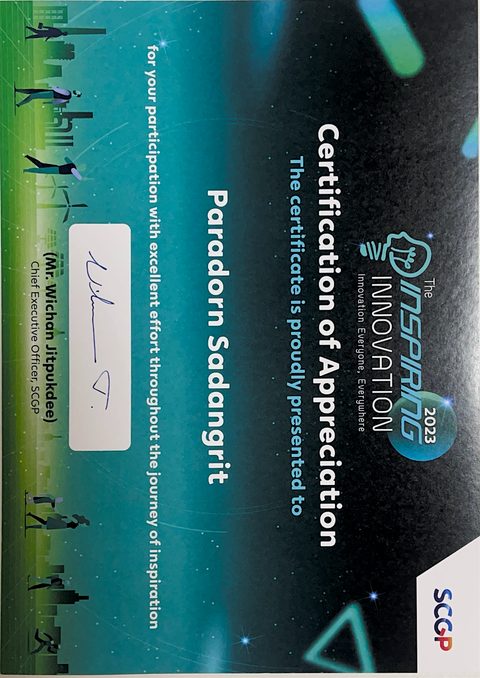 SCGP
The
INSPIRING
2023
INNOVATION
Innovation Everyone, Everywhere
Certification of Appreciation
The certificate is proudly presented to
Paradorn Sadangrit
for your participation with excellent effort throughout the journey of inspiration
(Mr. Wichan Jitpukdee)
Chief Executive Officer, SCGP